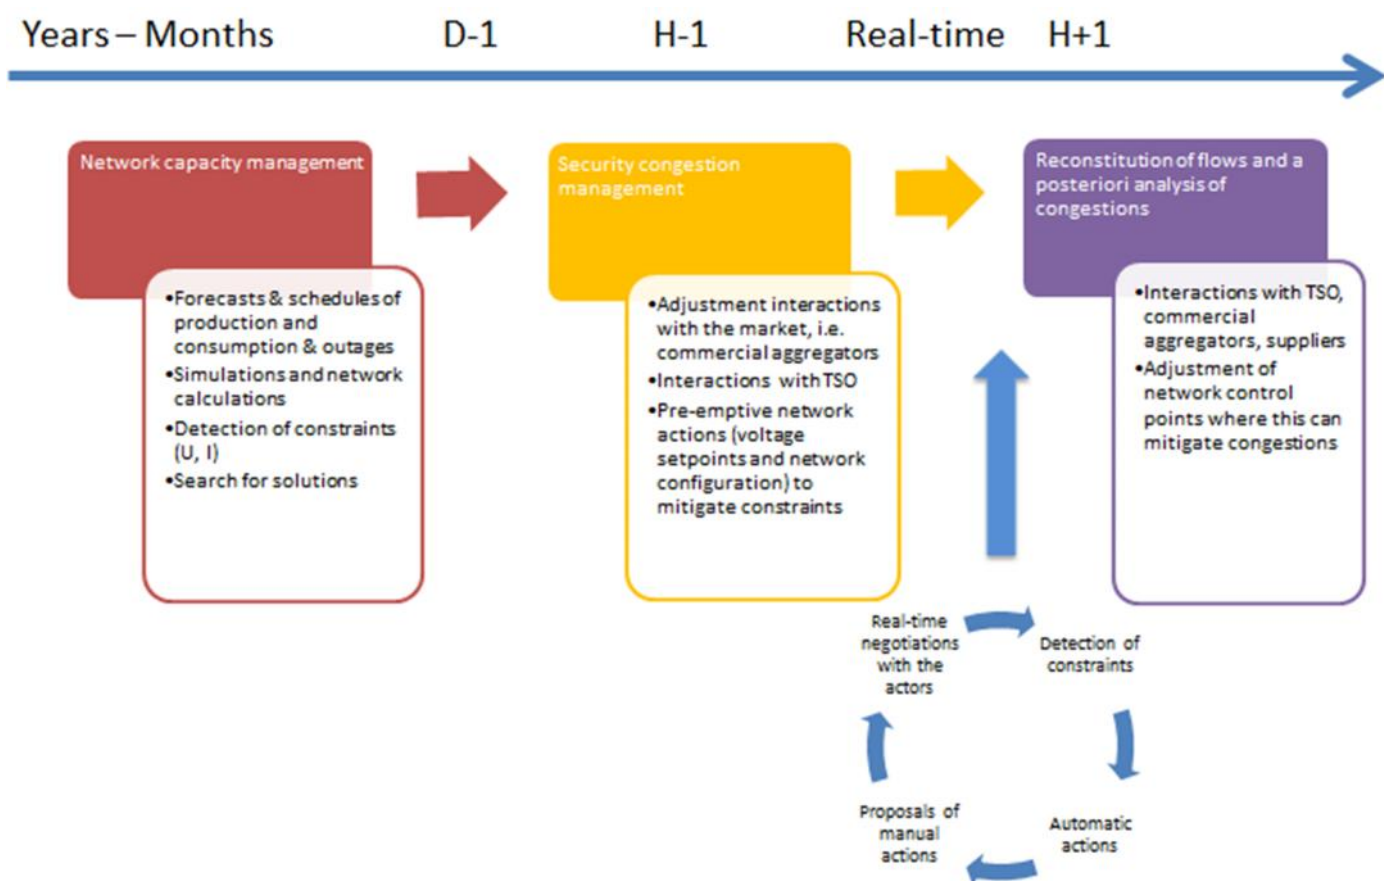 Years – Months
D-1
H-1
Real-time
H+1
Network capacity management
•Forecasts & schedules of
production and
consumption & outages
•Simulations and network
calculations
•Detection of constraints
(U, I)
•Search for solutions
Security congestion
management
•Adjustment interactions
with the market, i.e.
commercial aggregators
•Interactions with TSO
•Pre-emptive network
actions (voltage
setpoints and network
configuration) to
mitigate constraints
Reconstitution of flows and a
posteriori analysis of
congestions
•Interactions with TSO,
commercial
aggregators, suppliers
•Adjustment of
network control
points where this can
mitigate congestions
Real-time
negotiations
with the
actors
Detection of
constraints
Automatic
actions
Proposals of
manual
actions